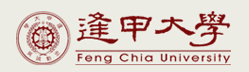 逢甲大學
Feng Chia University